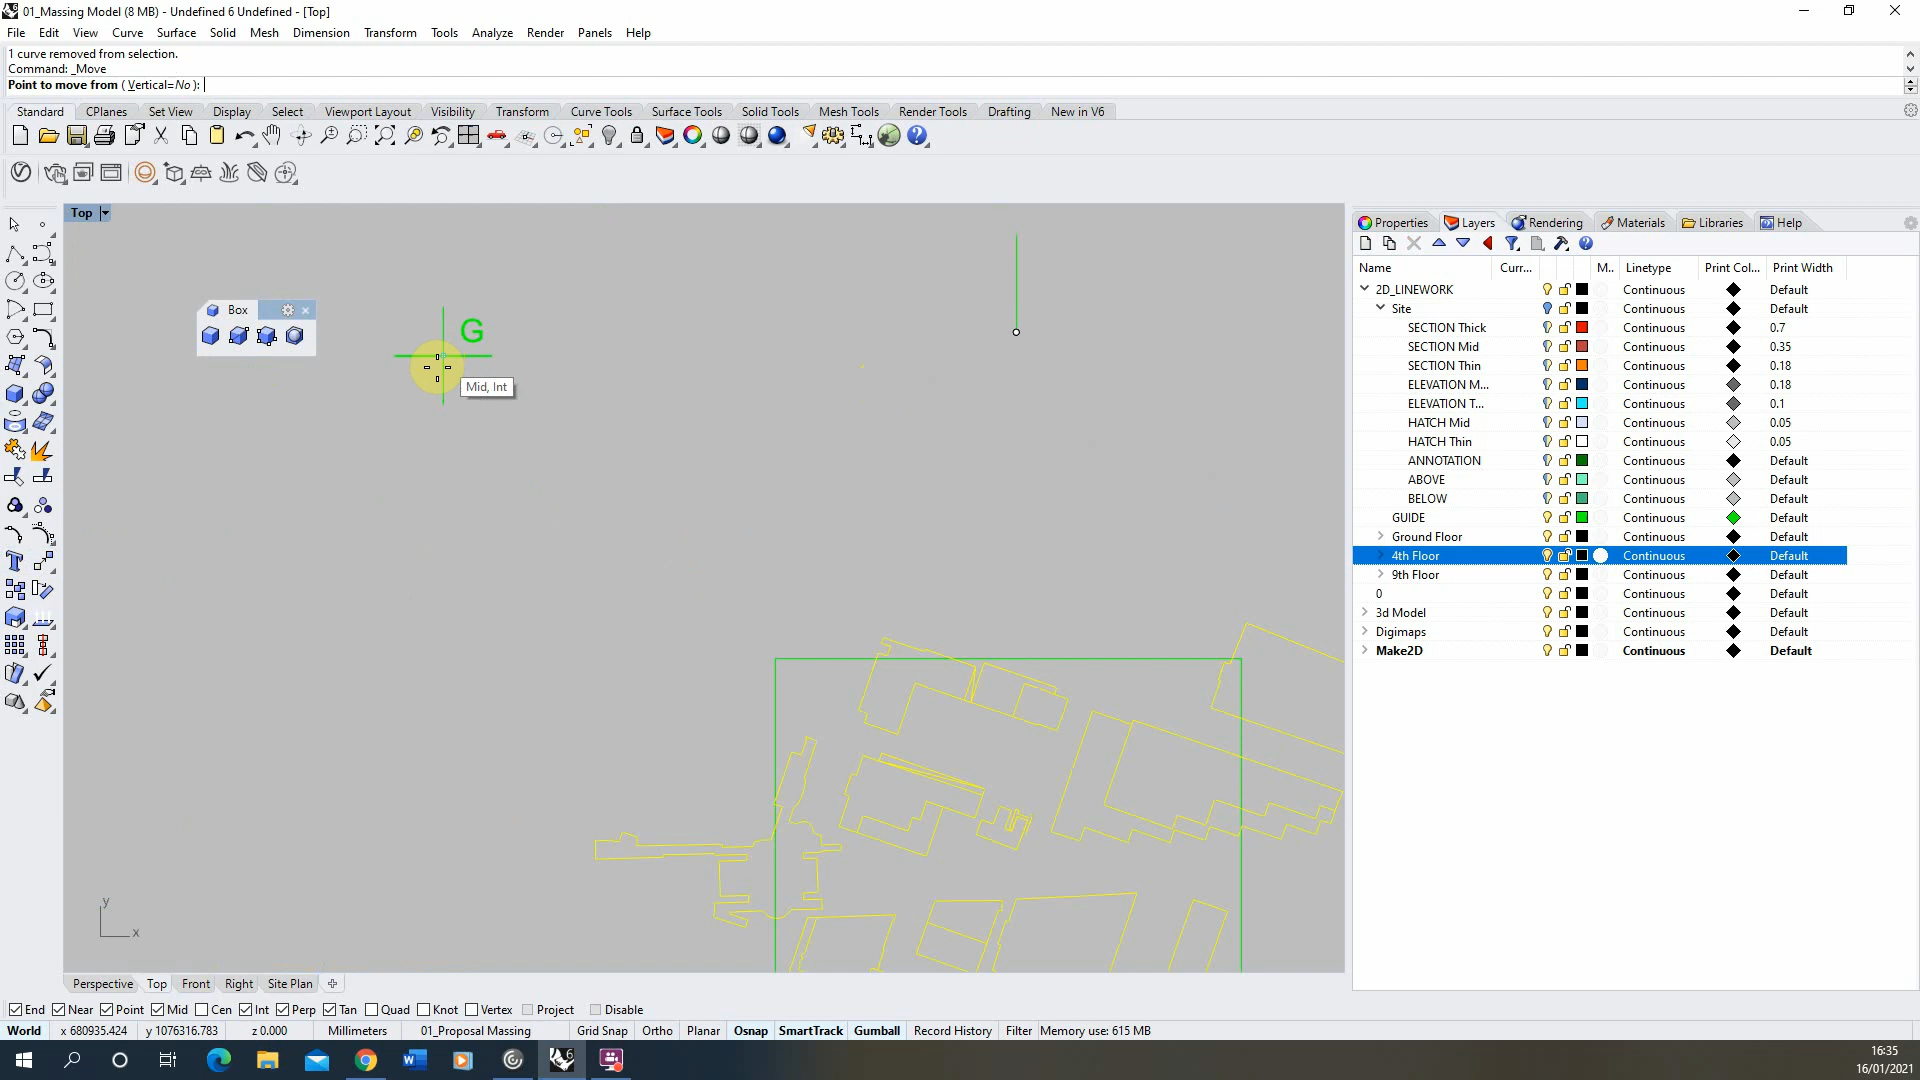 01_Massing Model (8 MB) - Undefined 6 Undefined - [Top]
File Edit View Curve Surface Solid Mesh Dimension Transform Tools Analyze Render Panels Help
1 curve removed from selection.
Command: _Move
Point to move from ( Vertical=No ):
Standard CPlanes Set View Display Select Viewport Layout Visibility Transform Curve Tools Surface Tools Solid Tools Mesh Tools Render Tools Drafting New in V6
Top
Box
G
Mid, Int
y
x
Properties Layers Rendering Materials Libraries Help
Name Curr... M.. Linetype Print Col... Print Width
2D_LINEWORK Continuous Default
Site Continuous Default
SECTION Thick Continuous 0.7
SECTION Mid Continuous 0.35
SECTION Thin Continuous 0.18
ELEVATION M... Continuous 0.18
ELEVATION T... Continuous 0.1
HATCH Mid Continuous 0.05
HATCH Thin Continuous 0.05
ANNOTATION Continuous Default
ABOVE Continuous Default
BELOW Continuous Default
GUIDE Continuous Default
Ground Floor Continuous Default
4th Floor Continuous Default
9th Floor Continuous Default
0 Continuous Default
3d Model Continuous Default
Digimaps Continuous Default
Make2D Continuous Default
Perspective Top Front Right Site Plan
End Near Point Mid Cen Int Perp Tan Quad Knot Vertex Project Disable
World x 680935.424 y 1076316.783 z 0.000 Millimeters 01_Proposal Massing Grid Snap Ortho Planar Osnap SmartTrack Gumball Record History Filter Memory use: 615 MB
16:35
16/01/2021